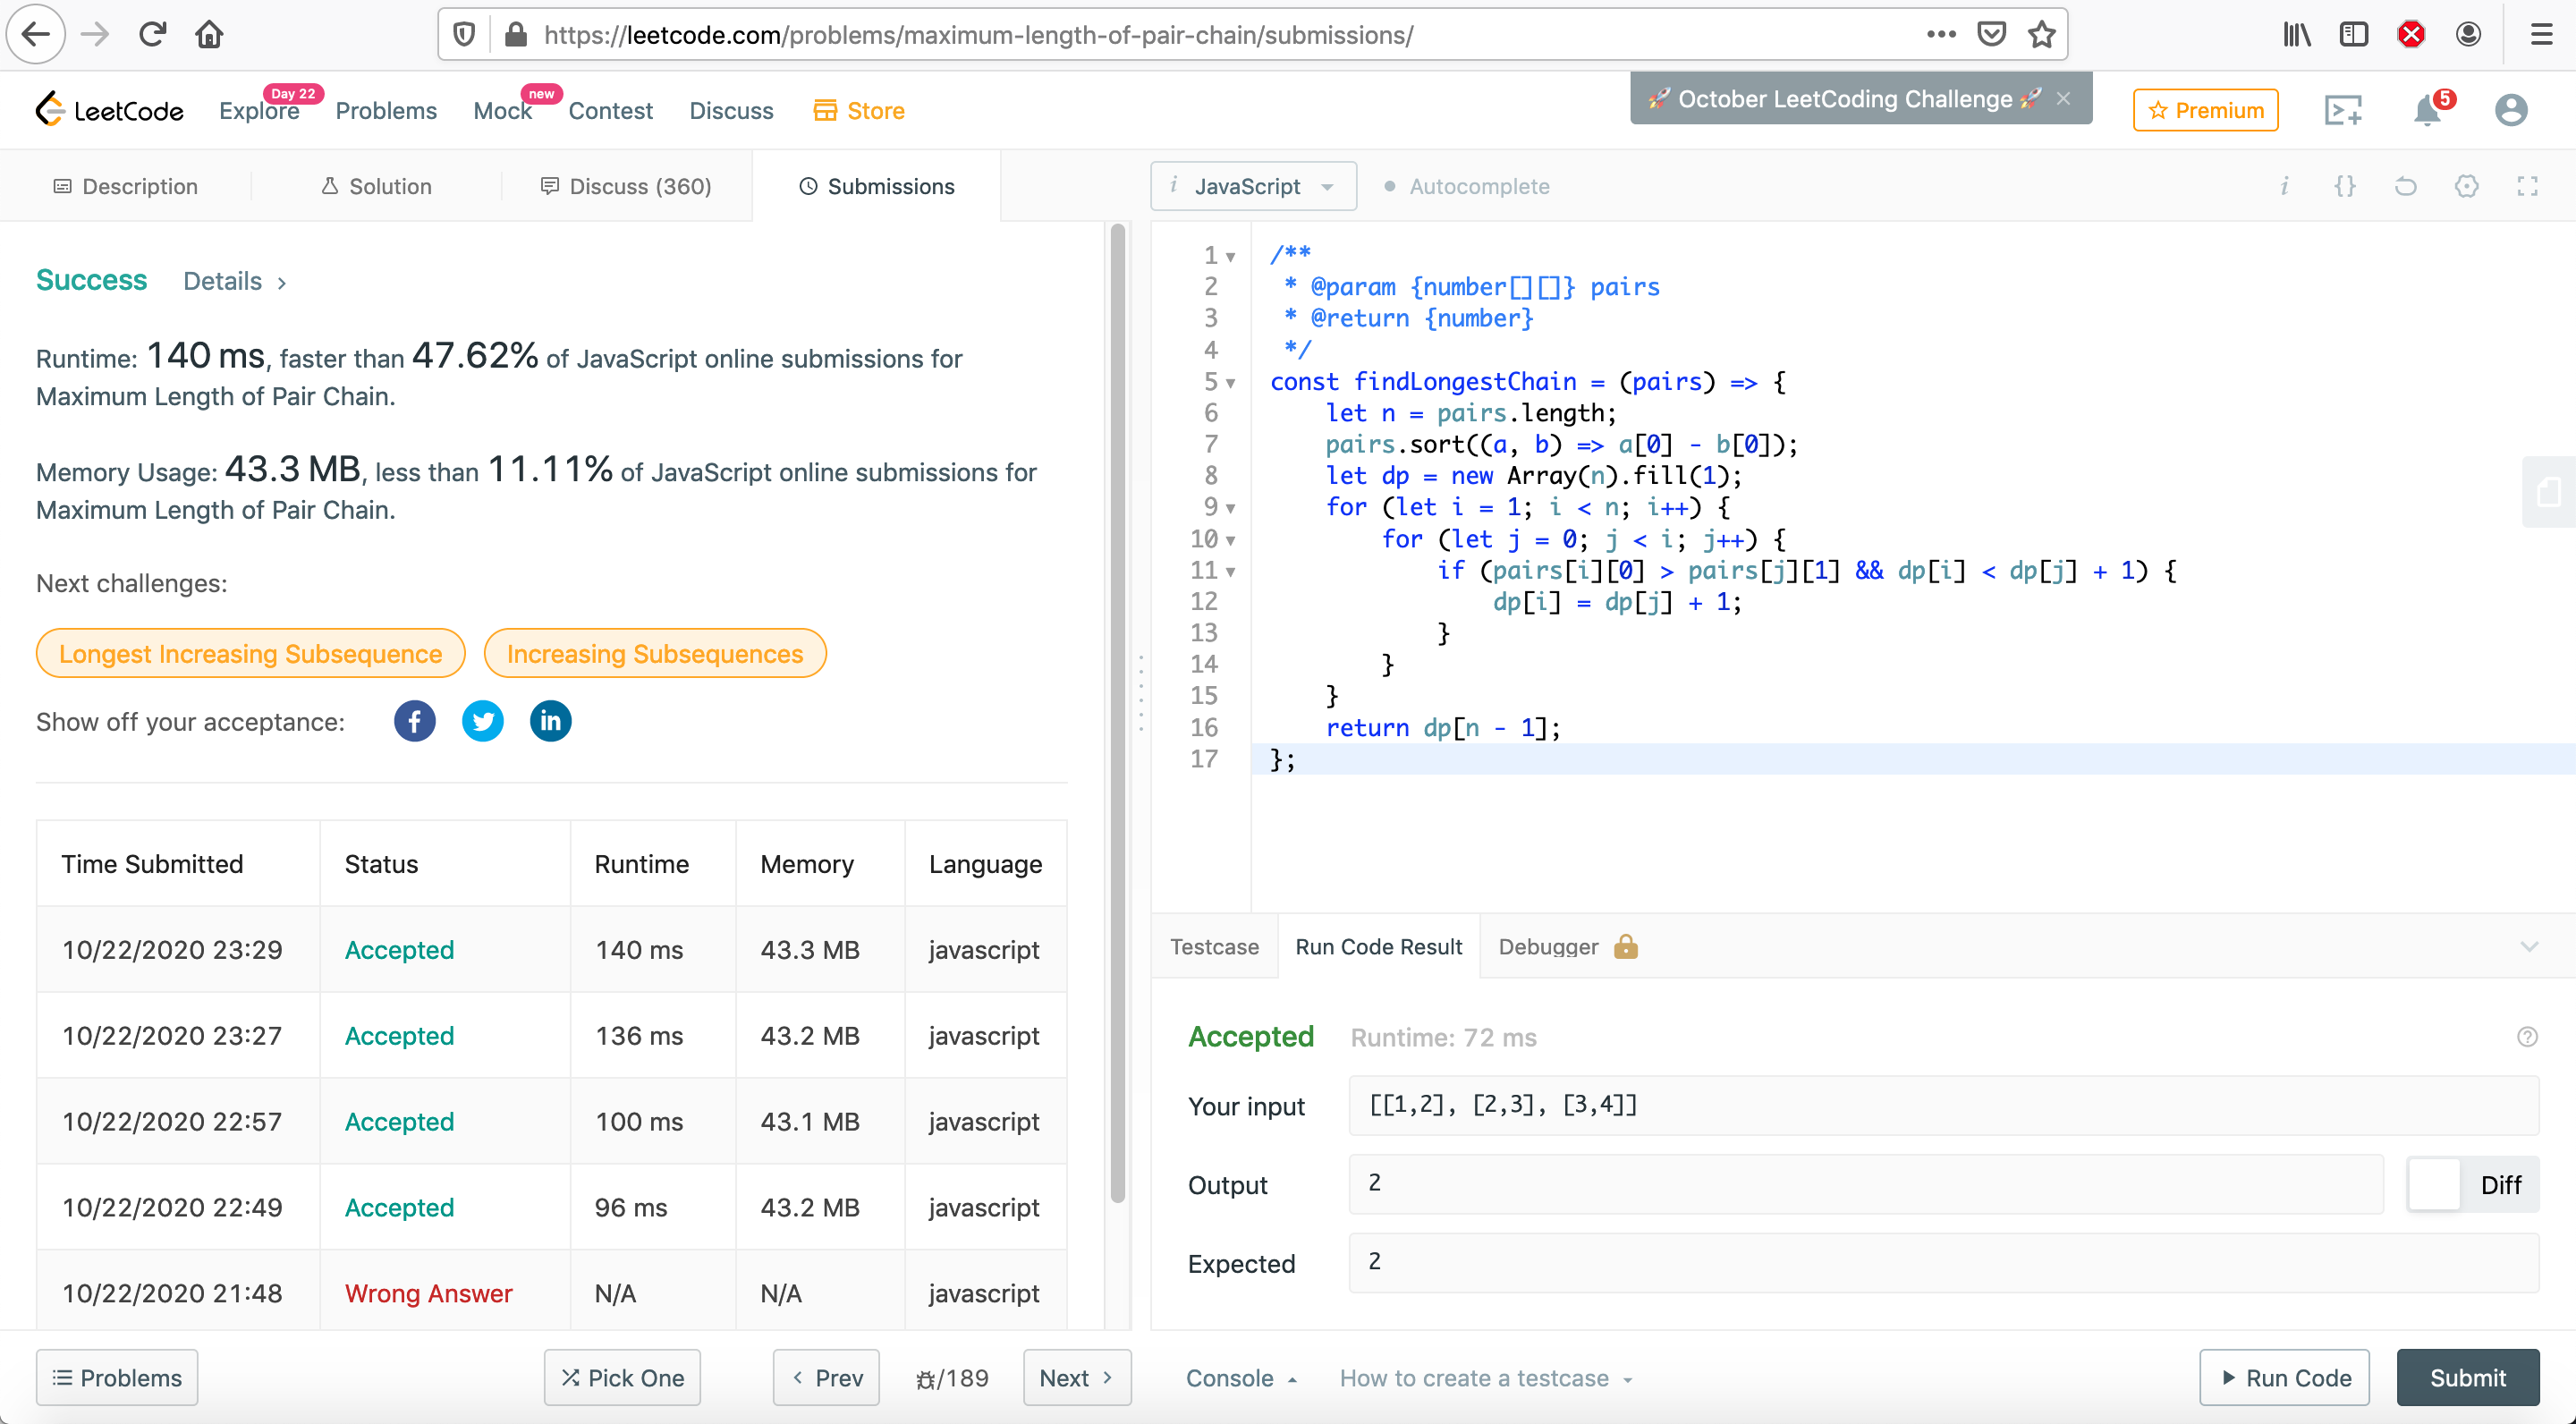 https://leetcode.com/problems/maximum-length-of-pair-chain/submissions/
LeetCode
Explore
Day 22
Problems
Mock
new
Contest
Discuss
Store
🚀 October LeetCoding Challenge 🚀
Premium
5
Description
Solution
Discuss (360)
Submissions
i JavaScript
Autocomplete
i {}
Success Details >
Runtime: 140 ms, faster than 47.62% of JavaScript online submissions for
Maximum Length of Pair Chain.
Memory Usage: 43.3 MB, less than 11.11% of JavaScript online submissions for
Maximum Length of Pair Chain.
Next challenges:
Longest Increasing Subsequence
Increasing Subsequences
Show off your acceptance:
f
in
Time Submitted Status Runtime Memory Language
10/22/2020 23:29 Accepted 140 ms 43.3 MB javascript
10/22/2020 23:27 Accepted 136 ms 43.2 MB javascript
10/22/2020 22:57 Accepted 100 ms 43.1 MB javascript
10/22/2020 22:49 Accepted 96 ms 43.2 MB javascript
10/22/2020 21:48 Wrong Answer N/A N/A javascript
1 /**
2  * @param {number[][]} pairs
3  * @return {number}
4  */
5 const findLongestChain = (pairs) => {
6     let n = pairs.length;
7     pairs.sort((a, b) => a[0] - b[0]);
8     let dp = new Array(n).fill(1);
9     for (let i = 1; i < n; i++) {
10         for (let j = 0; j < i; j++) {
11             if (pairs[i][0] > pairs[j][1] && dp[i] < dp[j] + 1) {
12                 dp[i] = dp[j] + 1;
13             }
14         }
15     }
16     return dp[n - 1];
17 };
Testcase
Run Code Result
Debugger
Accepted Runtime: 72 ms
Your input [[1,2], [2,3], [3,4]]
Output 2
Diff
Expected 2
Problems
Pick One
< Prev
/189
Next >
Console
How to create a testcase
Run Code
Submit